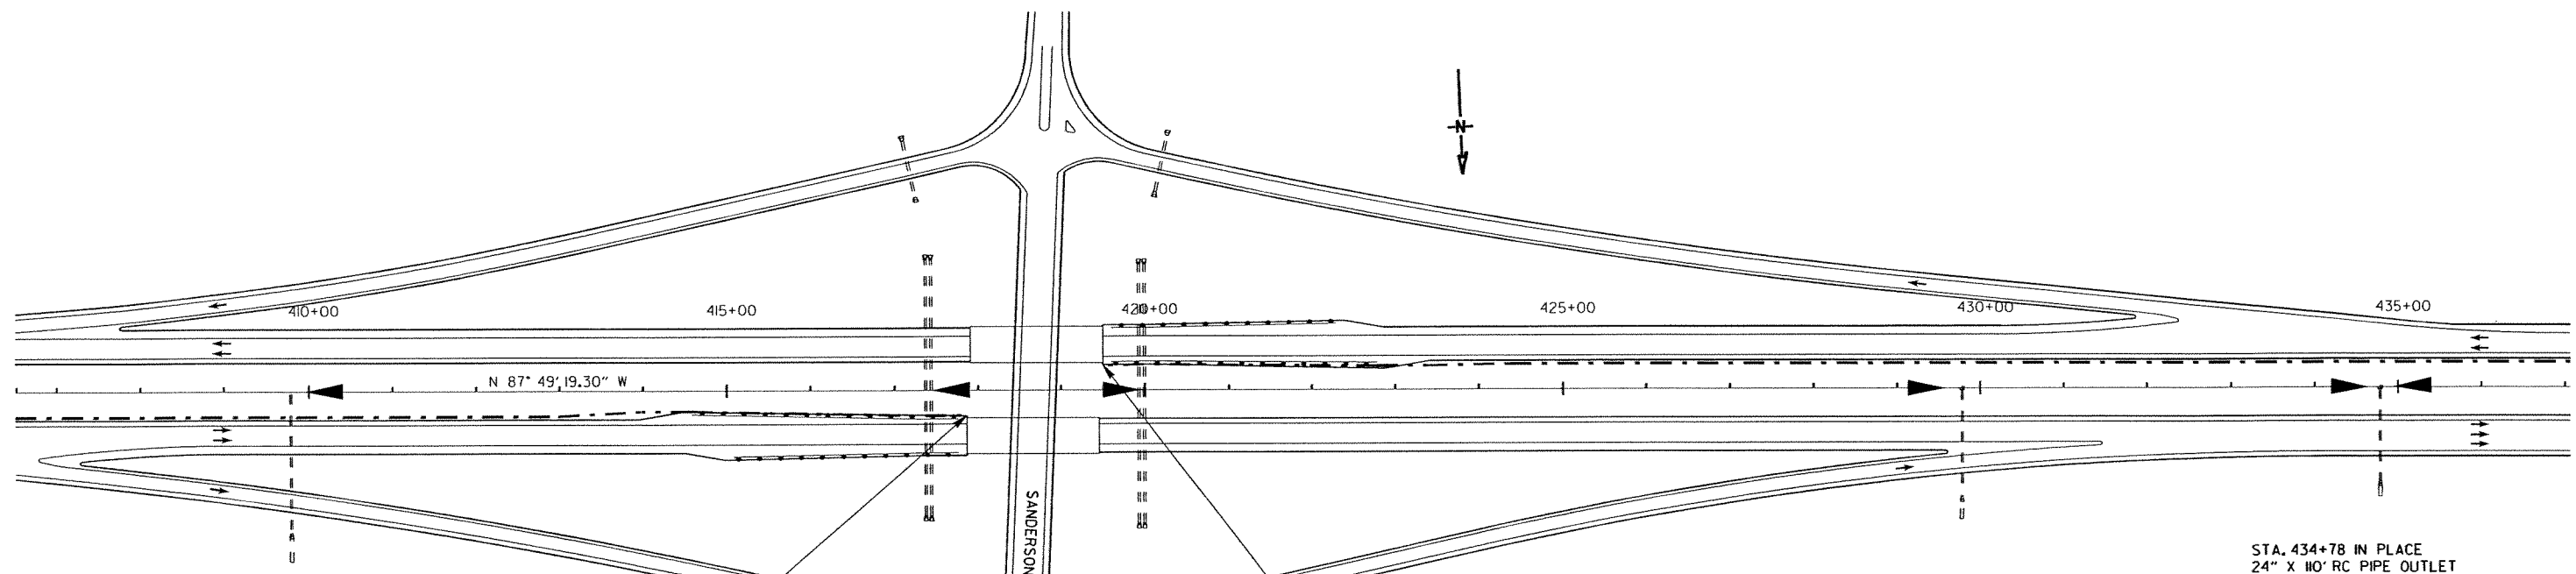 N
410+00
415+00
420+00
425+00
430+00
435+00
N 87° 49' 19.30" W
SANDERSON
STA. 434+78 IN PLACE
24" X 110' RC PIPE OUTLET